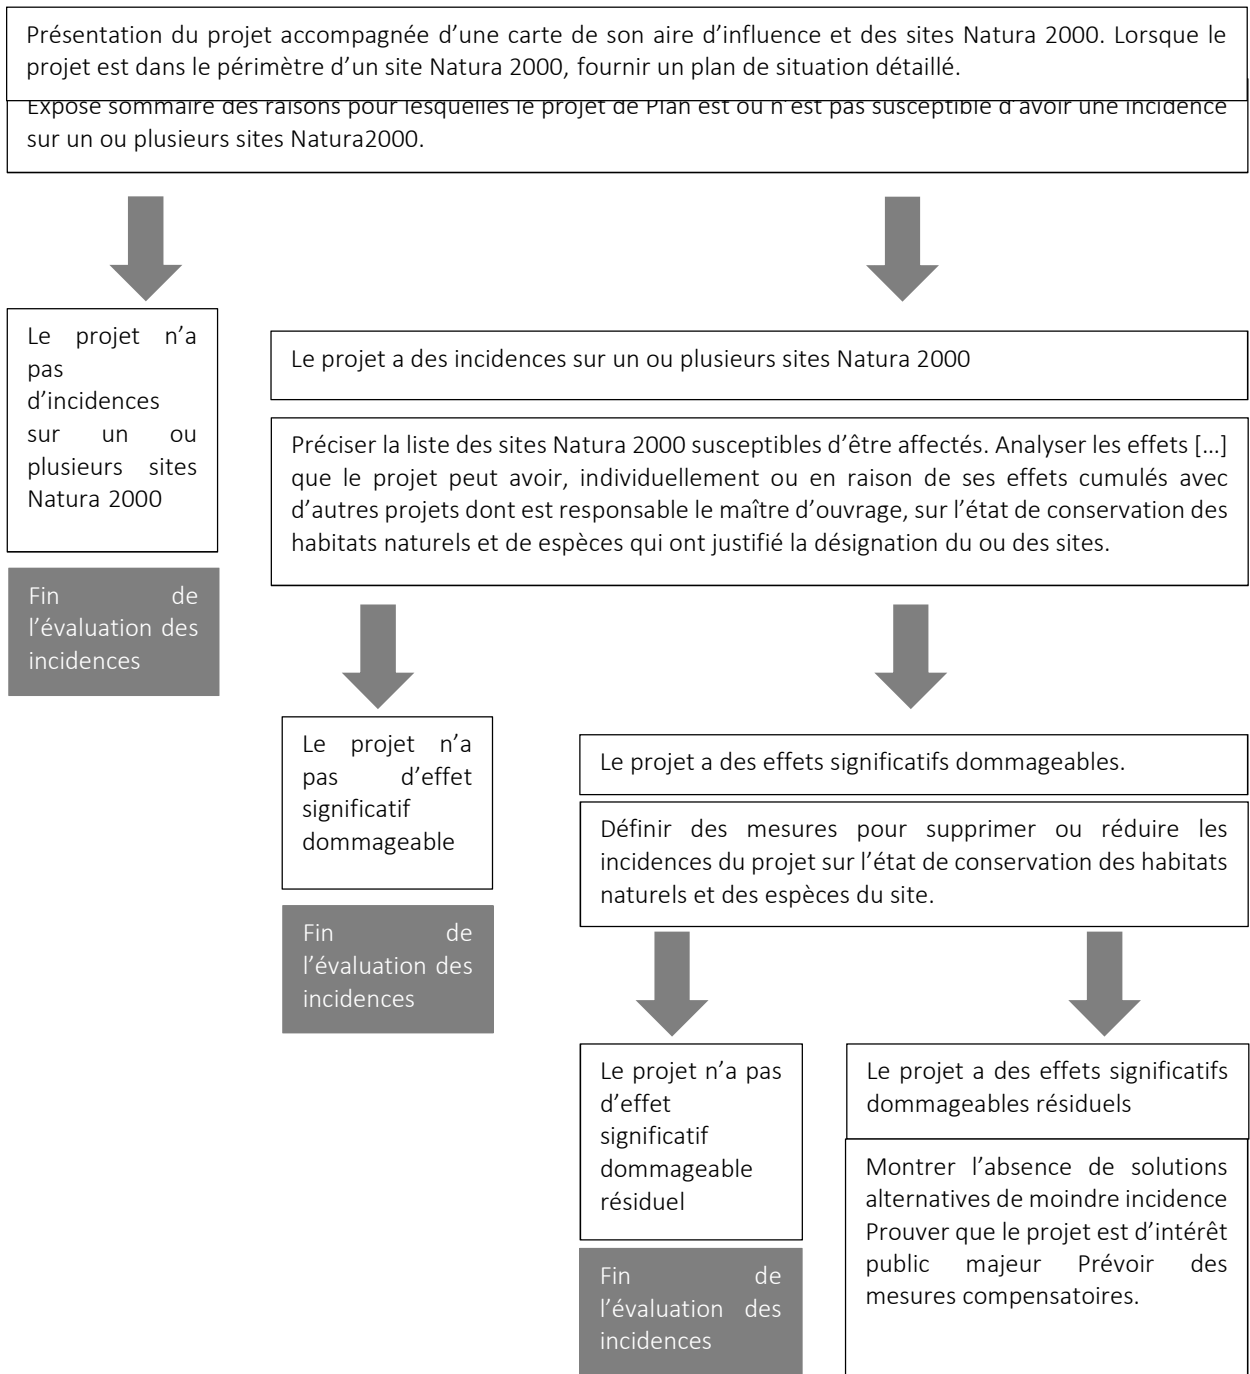 Présentation du projet accompagnée d’une carte de son aire d’influence et des sites Natura 2000. Lorsque le
projet est dans le périmètre d’un site Natura 2000, fournir un plan de situation détaillé.
Exposé sommaire des raisons pour lesquelles le projet de Plan est ou n’est pas susceptible d’avoir une incidence
sur un ou plusieurs sites Natura2000.
Le projet n’a
pas
d’incidences
sur un ou
plusieurs sites
Natura 2000
Fin de
l’évaluation des
incidences
Le projet a des incidences sur un ou plusieurs sites Natura 2000
Préciser la liste des sites Natura 2000 susceptibles d’être affectés. Analyser les effets [...]
que le projet peut avoir, individuellement ou en raison de ses effets cumulés avec
d’autres projets dont est responsable le maître d’ouvrage, sur l’état de conservation des
habitats naturels et de espèces qui ont justifié la désignation du ou des sites.
Le projet n’a
pas d’effet
significatif
dommageable
Fin de
l’évaluation des
incidences
Le projet a des effets significatifs dommageables.
Définir des mesures pour supprimer ou réduire les
incidences du projet sur l’état de conservation des habitats
naturels et des espèces du site.
Le projet n’a pas
d’effet
significatif
dommageable
résiduel
Fin de
l’évaluation des
incidences
Le projet a des effets significatifs
dommageables résiduels
Montrer l’absence de solutions
alternatives de moindre incidence
Prouver que le projet est d’intérêt
public majeur Prévoir des
mesures compensatoires.